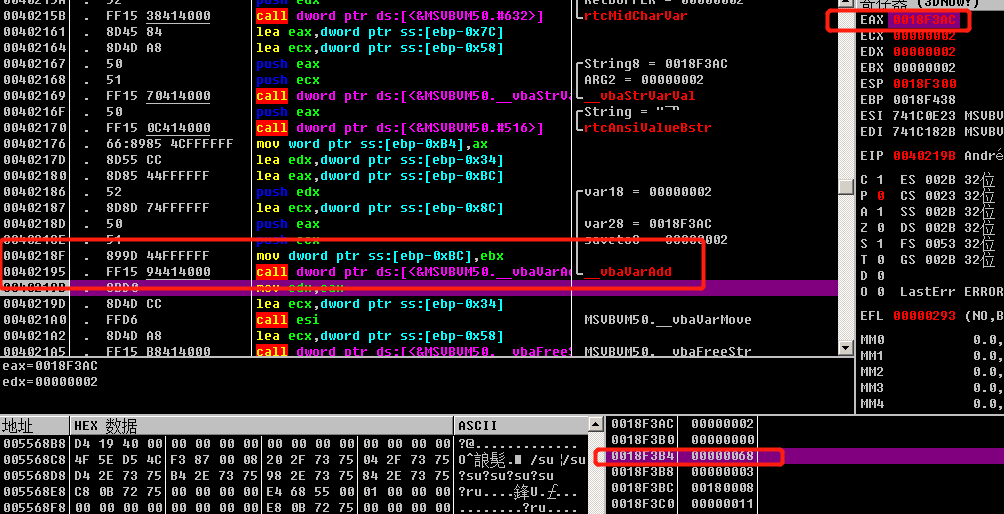 call dword ptr ds:[<&MSVBVM50.#632>] rtcMidCharVar
0040215B . FF15 38414000
00402161 . 8D45 84 lea eax,dword ptr ss:[ebp-0x7C]
00402164 . 8D4D A8 lea ecx,dword ptr ss:[ebp-0x58]
00402167 . 50 push eax String8 = 0018F3AC
00402168 . 51 push ecx ARG2 = 00000002
00402169 . FF15 70414000 call dword ptr ds:[<&MSVBVM50.__vbaStrVa __vbaStrVarVal
0040216F . 50 push eax
00402170 . FF15 0C414000 call dword ptr ds:[<&MSVBVM50.#516>] rtcAnsiValueBstr
00402176 . 66:8985 4CFFFFFF mov word ptr ss:[ebp-0xB4],ax
0040217D . 8D55 CC lea edx,dword ptr ss:[ebp-0x34]
00402180 . 8D85 44FFFFFF lea eax,dword ptr ss:[ebp-0xBC]
00402186 . 52 push edx var18 = 00000002
00402187 . 8D8D 74FFFFFF lea ecx,dword ptr ss:[ebp-0x8C]
0040218D . 50 push eax var28 = 0018F3AC
0040218E . 51 push ecx saveto8 = 00000002
0040218F . 899D 44FFFFFF mov dword ptr ss:[ebp-0xBC],ebx
00402195 . FF15 94414000 call dword ptr ds:[<&MSVBVM50.__vbaVarAd __vbaVarAdd
0040219B . 8BD0 mov edx,eax
0040219D . 8D4D CC lea ecx,dword ptr ss:[ebp-0x34]
004021A0 . FFD6 call esi MSVBVM50.__vbaVarMove
004021A2 . 8D4D A8 lea ecx,dword ptr ss:[ebp-0x58]
004021A5 . FF15 B8414000 call dword ptr ds:[<&MSVBVM50.__vbaFreeS MSVBVM50.__vbaFreeStr
eax=0018F3AC
edx=00000002
寄存器 (3DNow!)
EAX 0018F3AC
ECX 00000002
EDX 00000002
EBX 00000002
ESP 0018F300
EBP 0018F438
ESI 741C0E23 MSVBV
EDI 741C182B MSVBV
EIP 0040219B André
C 1 ES 002B 32位
P 0 CS 0023 32位
A 1 SS 002B 32位
Z 0 DS 002B 32位
S 1 FS 0053 32位
T 0 GS 002B 32位
D 0
O 0 LastErr ERROR
EFL 00000293 (NO,B
MM0 0.0,
MM1 0.0,
MM2 0.0,
MM3 0.0,
MM4 0.0,
地址 HEX 数据 ASCII
005568B8 D4 19 40 00 00 00 00 00 00 00 00 00 00 00 00 00 ?@.............
005568C8 4F 5E D5 4C F3 87 00 08 20 2F 73 75 04 2F 73 75
005568D8 D4 2E 73 75 B4 2E 73 75 98 2E 73 75 84 2E 73 75 ?su?su?su?su
005568E8 C8 0B 72 75 00 00 00 00 E4 68 55 00 01 00 00 00
005568F8 00 00 00 00 00 00 00 00 E8 0B 72 75 00 00 00 00 ........?ru....
0018F3AC 00000002
0018F3B0 00000000
0018F3B4 00000068
0018F3B8 00000003
0018F3BC 00180008
0018F3C0 00000011